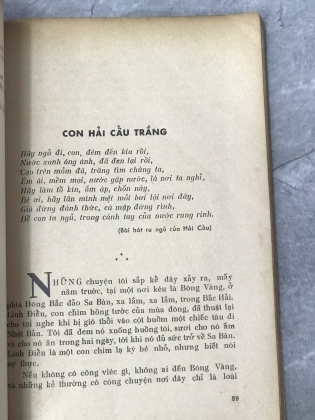 CON HẢI CẦU TRẮNG
Hãy ngủ đi, con, đêm đến kia rồi,
Nước xanh óng ánh, đã đen lại rồi,
Cao trên mỏm đá, trăng tìm chúng ta,
Êm ái, mềm mại, nước gặp nước, là nơi ta nghỉ,
Hãy làm tổ kín, ấm áp, chốn này,
Bé ơi, hãy lăn mình mệt mỏi bơi lội nơi đây,
Gió đừng đánh thức, cá mập đừng rình,
Để con ta ngủ, trong cánh tay của nước rung rinh.
(Bài hát ru ngủ của Hải Cầu)
NHỮNG chuyện tôi sắp kể đây xảy ra, mấy
năm trước, tại một nơi kêu là Bông Vàng, ở
phía Đông Bắc đảo Sa Bàn, xa lắm, xa lắm, trong Bắc Hải.
Linh Điểu, con chim hồng tước của mùa đông, đã thuật lại
cho tôi nghe khi bị gió thổi vào cột buồm một chiếc tàu đi
Nhật Bản. Tôi đã đem nó xuống buồng tôi, sưởi cho nó ấm
và cho nó ăn trong hai ngày, tới khi nó đủ sức trở về Sa Bàn.
Linh Điểu là một con chim lạ kỳ bé nhỏ, nhưng biết nói
sự thực.
Nếu không có công việc gì, không ai đến Bông Vàng,
và những kẻ thường có công chuyện nơi đây chỉ là loài
89